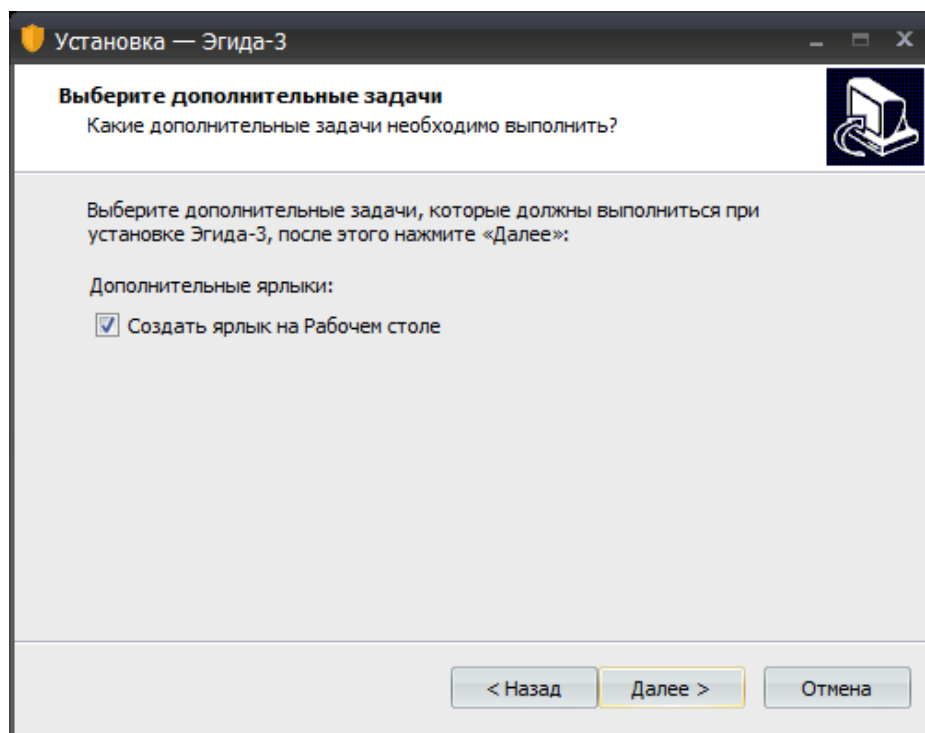 Установка — Эгида-3
Выберите дополнительные задачи
Какие дополнительные задачи необходимо выполнить?
Выберите дополнительные задачи, которые должны выполниться при
установке Эгида-3, после этого нажмите «Далее»:
Дополнительные ярлыки:
Создать ярлык на Рабочем столе
< Назад
Далее >
Отмена